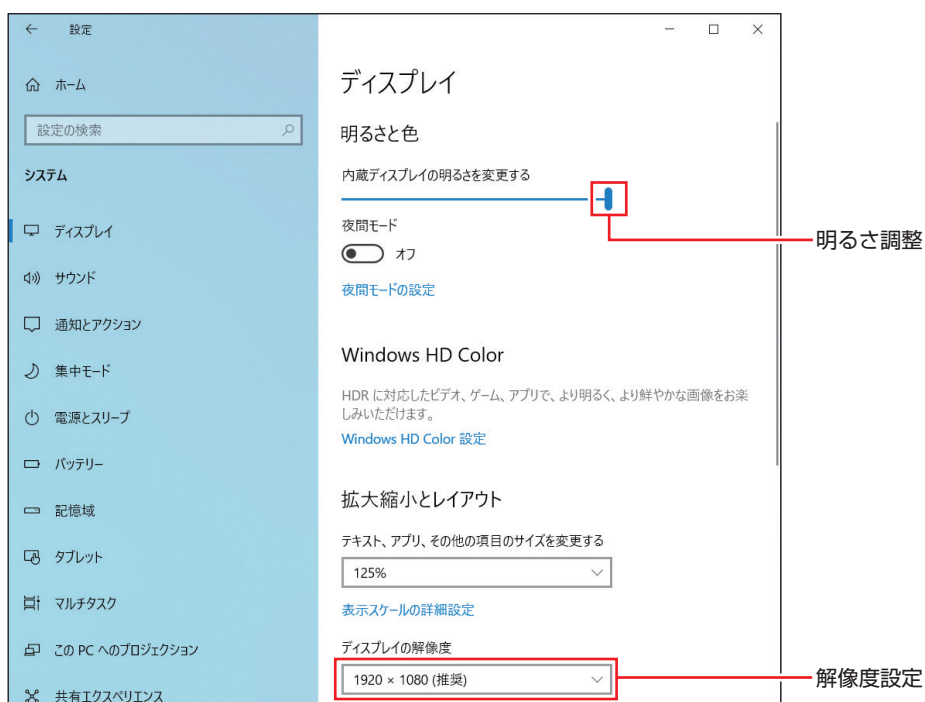 設定
ホーム
設定の検索
システム
ディスプレイ
サウンド
通知とアクション
集中モード
電源とスリープ
バッテリー
記憶域
タブレット
マルチタスク
この PC へのプロジェクション
共有エクスペリエンス
ディスプレイ
明るさと色
内蔵ディスプレイの明るさを変更する
夜間モード
オフ
夜間モードの設定
Windows HD Color
HDR に対応したビデオ、ゲーム、アプリで、より明るく、より鮮やかな画像をお楽
しみいただけます。
Windows HD Color 設定
拡大縮小とレイアウト
テキスト、アプリ、その他の項目のサイズを変更する
125%
表示スケールの詳細設定
ディスプレイの解像度
1920 × 1080 (推奨)
明るさ調整
解像度設定